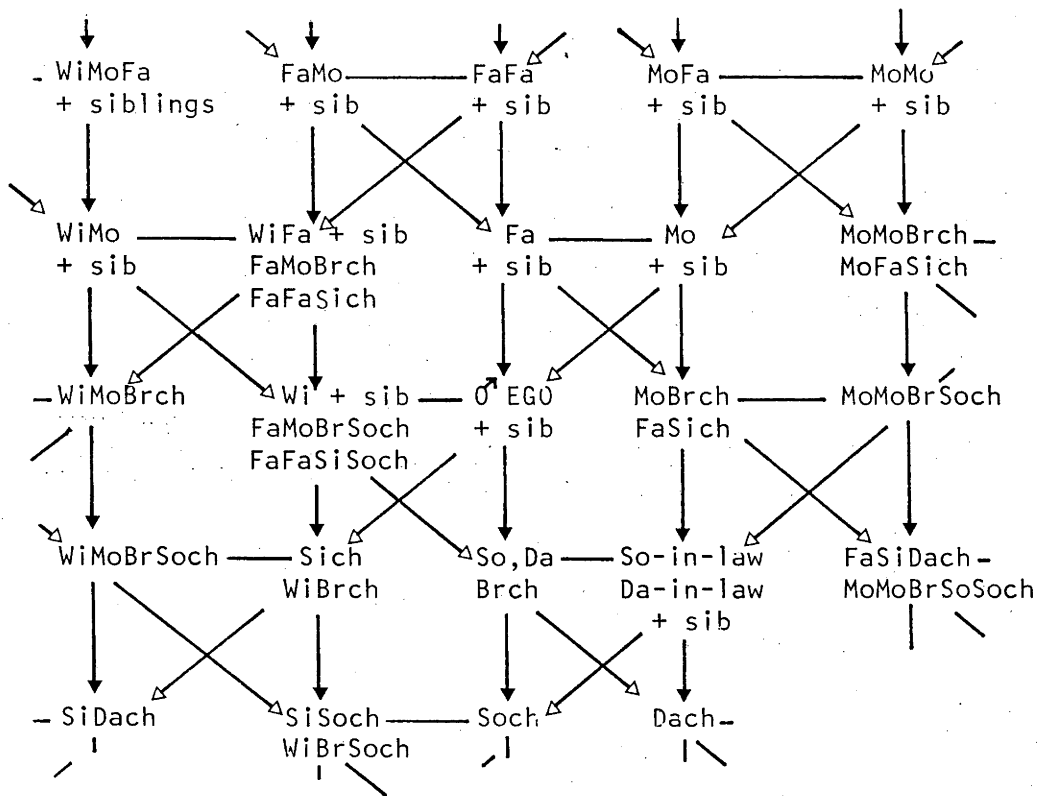 WiMoFa FaMo FaFa MoFa MoMo
+ siblings + sib + sib + sib + sib
WiMo WiFa + sib Fa Mo MoMoBrch
+ sib FaMoBrch + sib + sib MoFaSich
FaFaSich
WiMoBrch Wi + sib ♂ EGO MoBrch MoMoBrSoch
FaMoBrSoch + sib FaSich
FaFaSiSoch
WiMoBrSoch Sich So,Da So-in-law FaSiDach
WiBrch Brch Da-in-law MoMoBrSoSoch
+ sib
SiDach SiSoch Soch Dach
WiBrSoch